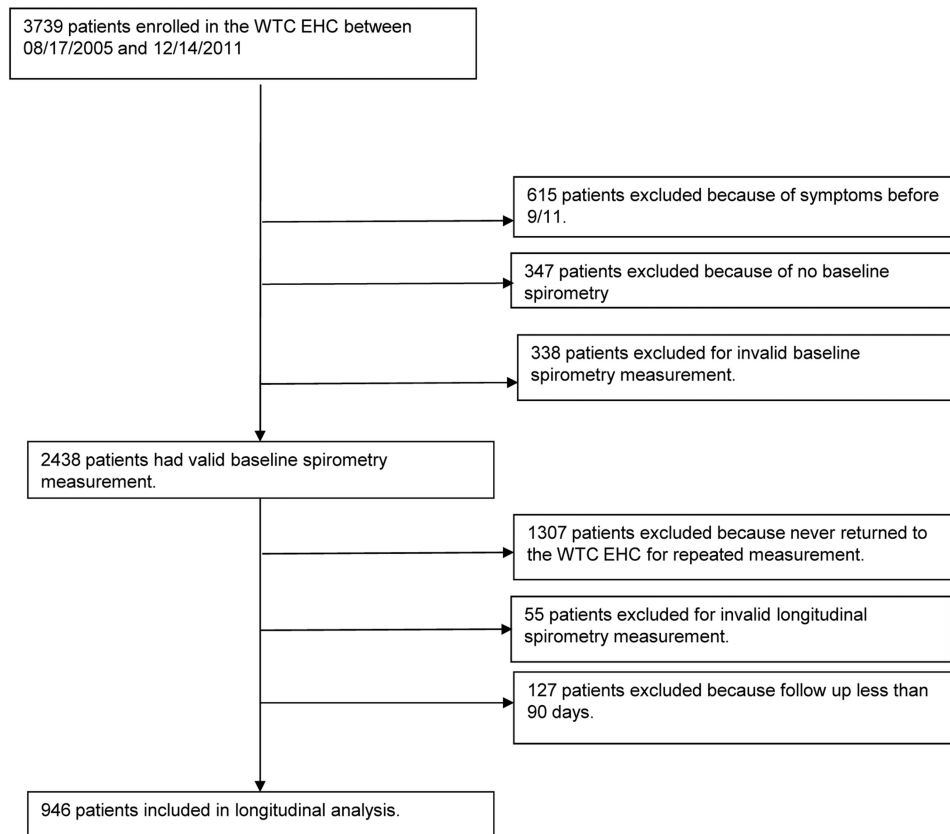 3739 patients enrolled in the WTC EHC between
08/17/2005 and 12/14/2011
615 patients excluded because of symptoms before
9/11.
347 patients excluded because of no baseline
spirometry
338 patients excluded for invalid baseline
spirometry measurement.
2438 patients had valid baseline spirometry
measurement.
1307 patients excluded because never returned to
the WTC EHC for repeated measurement.
55 patients excluded for invalid longitudinal
spirometry measurement.
127 patients excluded because follow up less than
90 days.
946 patients included in longitudinal analysis.